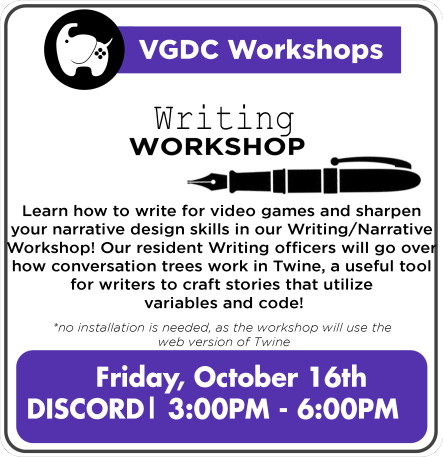 VGDC Workshops
Writing
WORKSHOP
Learn how to write for video games and sharpen
your narrative design skills in our Writing/Narrative
Workshop! Our resident Writing officers will go over
how conversation trees work in Twine, a useful tool
for writers to craft stories that utilize
variables and code!
*no installation is needed, as the workshop will use the
web version of Twine
Friday, October 16th
DISCORD| 3:00PM - 6:00PM